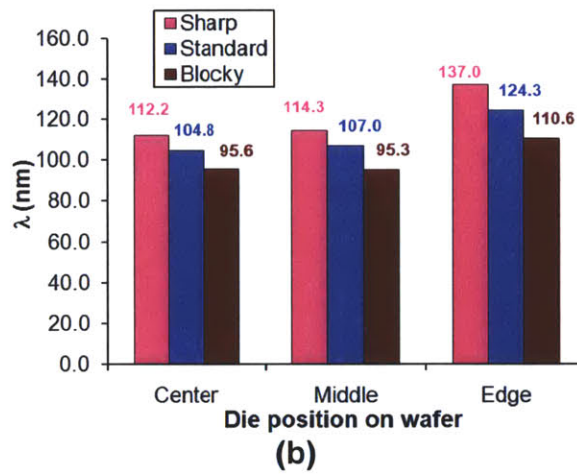 Sharp
Standard
Blocky
160.0
140.0
120.0
100.0
80.0
60.0
40.0
20.0
0.0
λ (nm)
112.2
104.8
95.6
114.3
107.0
95.3
137.0
124.3
110.6
Center Middle Edge
Die position on wafer
(b)